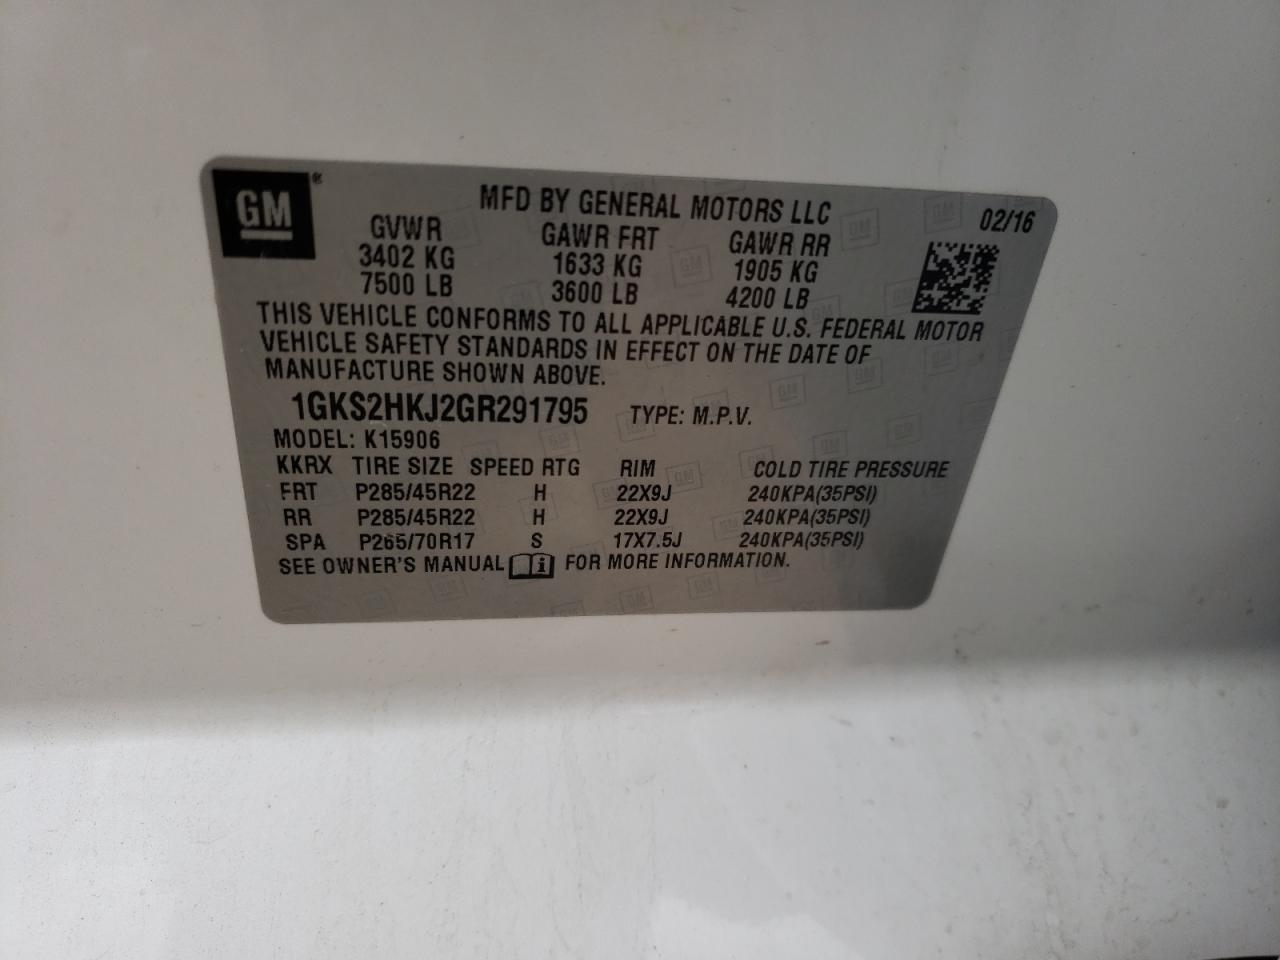 GM ®
MFD BY GENERAL MOTORS LLC 02/16
GVWR GAWR FRT GAWR RR
3402 KG 1633 KG 1905 KG
7500 LB 3600 LB 4200 LB
THIS VEHICLE CONFORMS TO ALL APPLICABLE U.S. FEDERAL MOTOR
VEHICLE SAFETY STANDARDS IN EFFECT ON THE DATE OF
MANUFACTURE SHOWN ABOVE.
1GKS2HKJ2GR291795 TYPE: M.P.V.
MODEL: K15906
KKRX TIRE SIZE SPEED RTG RIM COLD TIRE PRESSURE
FRT P285/45R22 H 22X9J 240KPA(35PSI)
RR P285/45R22 H 22X9J 240KPA(35PSI)
SPA P265/70R17 S 17X7.5J 240KPA(35PSI)
SEE OWNER'S MANUAL i FOR MORE INFORMATION.